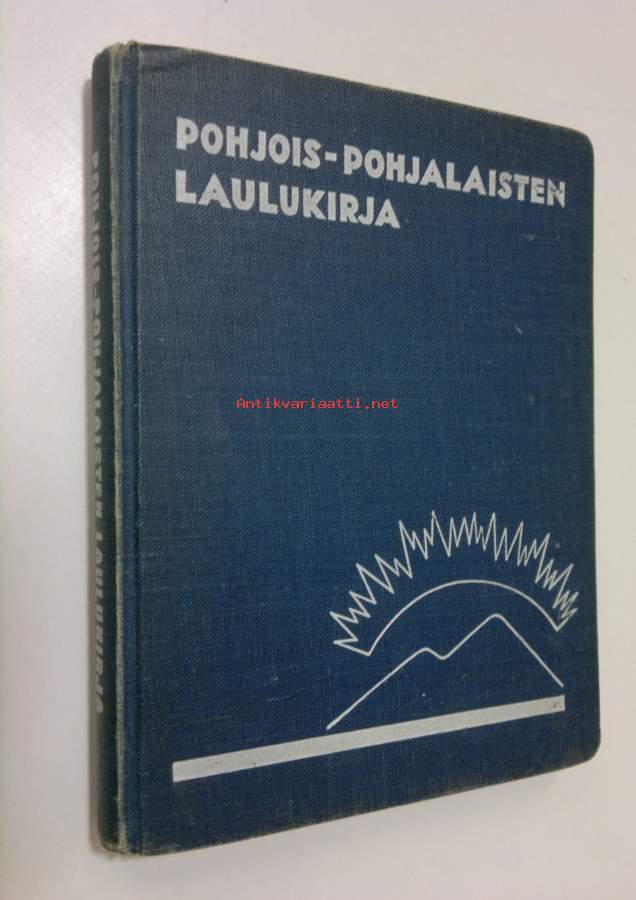 POHJOIS-POHJALAISTEN
LAULUKIRJA
Antikvariaatti.net
POHJOIS-POHJALAISTEN LAULUKIRJA